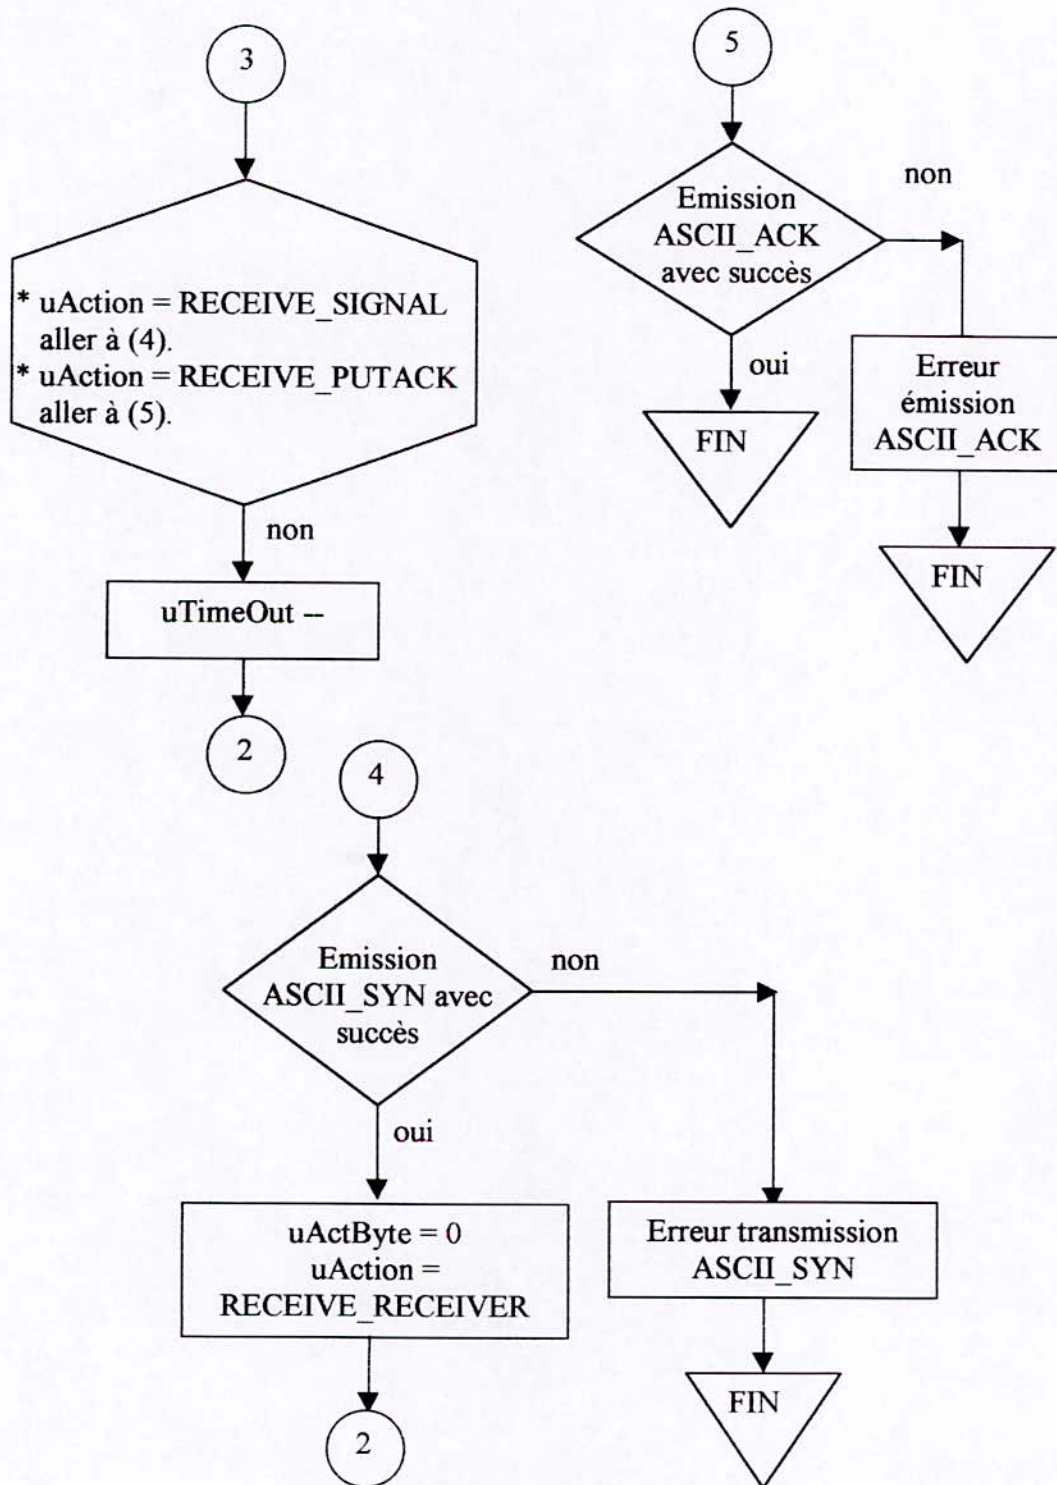 3
* uAction = RECEIVE_SIGNAL
aller à (4).
* uAction = RECEIVE_PUTACK
aller à (5).
non
uTimeOut --
2
5
Emission
ASCII_ACK
avec succès
non
oui
FIN
Erreur
émission
ASCII_ACK
FIN
4
Emission
ASCII_SYN avec
succès
non
oui
uActByte = 0
uAction =
RECEIVE_RECEIVER
2
Erreur transmission
ASCII_SYN
FIN